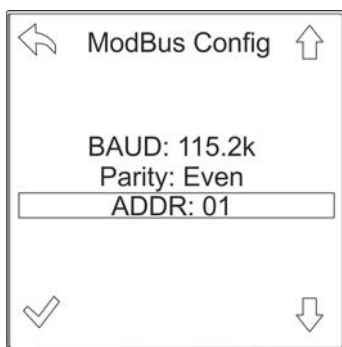 ModBus Config
BAUD: 115.2k
Parity: Even
ADDR: 01